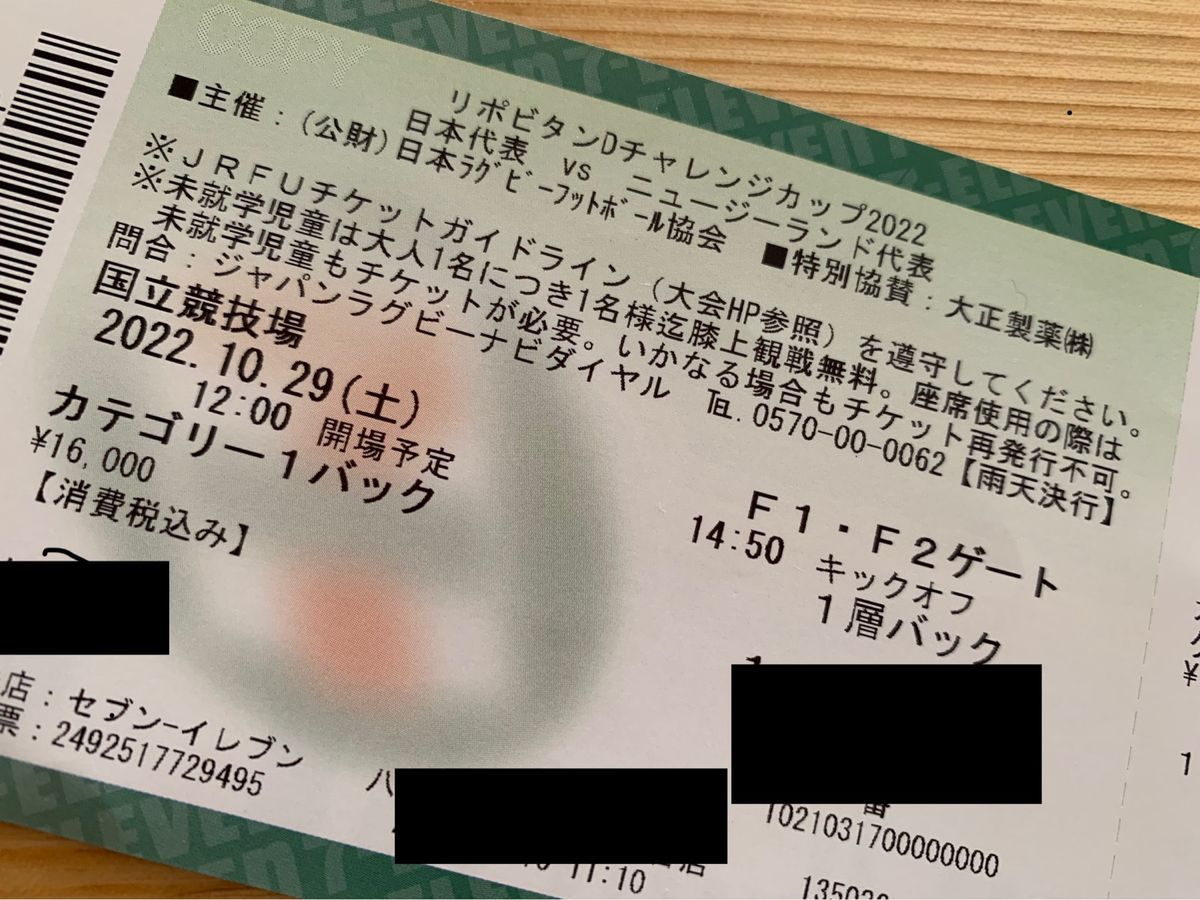 COPY
リポビタンDチャレンジカップ2022
日本代表 vs ニュージーランド代表
■主催：(公財)日本ラグビーフットボール協会 ■特別協賛：大正製薬㈱
※JRFUチケットガイドライン（大会HP参照）を遵守してください。
※未就学児童は大人1名につき1名様迄膝上観戦無料。座席使用の際は
未就学児童もチケットが必要。いかなる場合もチケット再発行不可。
問合：ジャパンラグビーナビダイヤル ℡.0570-00-0062【雨天決行】
国立競技場
2022.10.29(土)
12:00 開場予定
14:50 キックオフ
カテゴリー1バック
F1・F2ゲート
1層バック
¥16,000
【消費税込み】
店：セブン-イレブン
票：2492517729495
1021031700000000
11:10